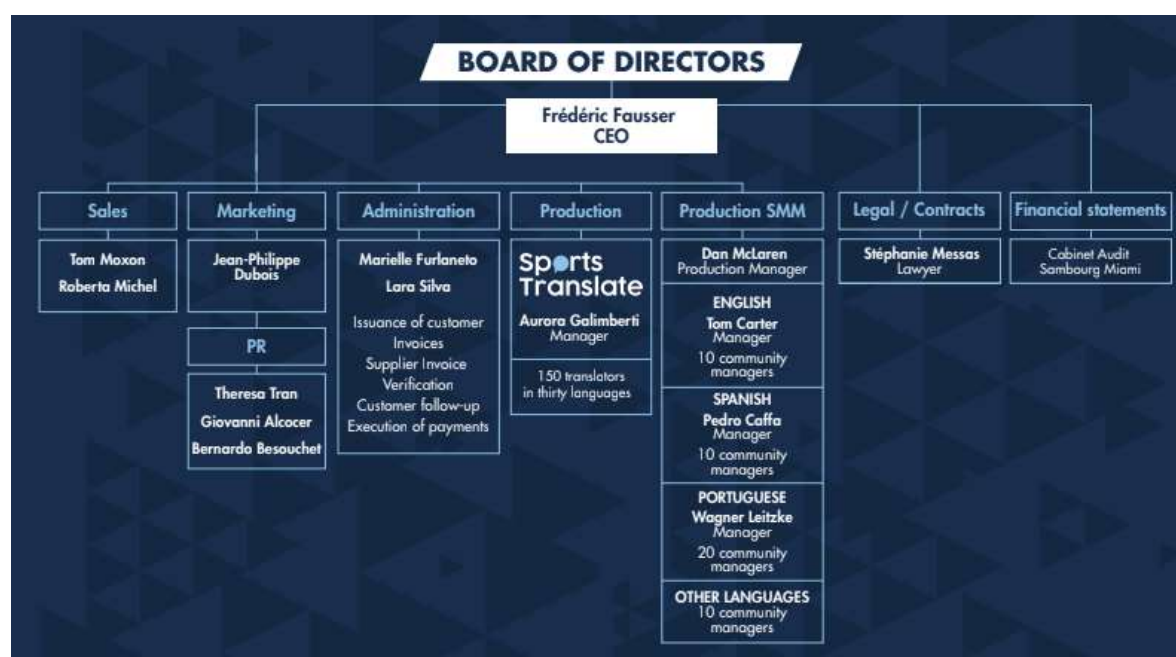 BOARD OF DIRECTORS
Frédéric Fausser
CEO
Sales
Tom Moxon
Roberta Michel
Marketing
Jean-Philippe
Dubois
PR
Theresa Tran
Giovanni Alcocer
Bernardo Besouchet
Administration
Marielle Furlaneto
Lara Silva
Issuance of customer
Invoices
Supplier Invoice
Verification
Customer follow-up
Execution of payments
Production
Sports
Translate
Aurora Galimberti
Manager
150 translators
in thirty languages
Production SMM
Dan McLaren
Production Manager
ENGLISH
Tom Carter
Manager
10 community
managers
SPANISH
Pedro Caffa
Manager
10 community
managers
PORTUGUESE
Wagner Leitzke
Manager
20 community
managers
OTHER LANGUAGES
10 community
managers
Legal / Contracts
Stéphanie Messas
Lawyer
Financial statements
Cabinet Audit
Sambourg Miami